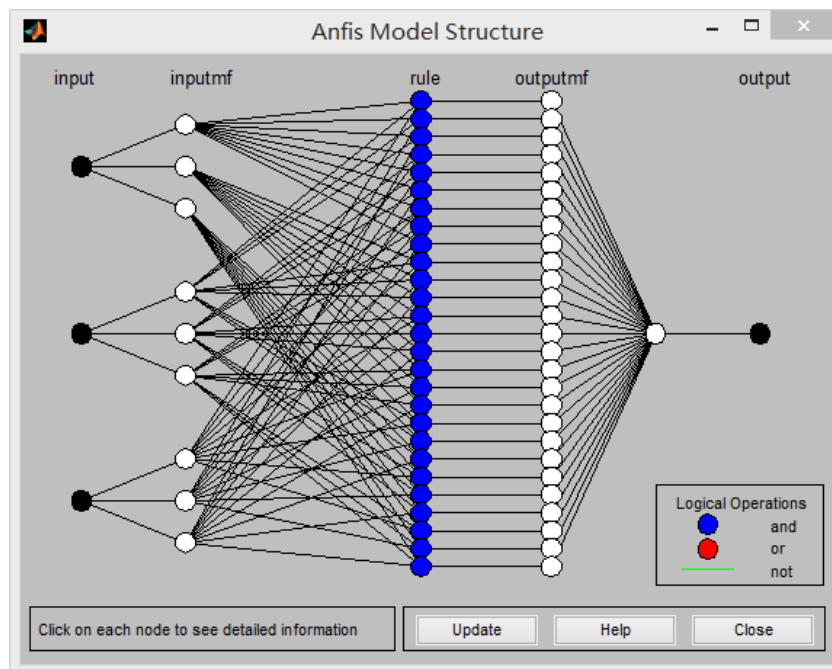 Anfis Model Structure
input inputmf rule outputmf output
Logical Operations
and
or
not
Click on each node to see detailed information
Update Help Close